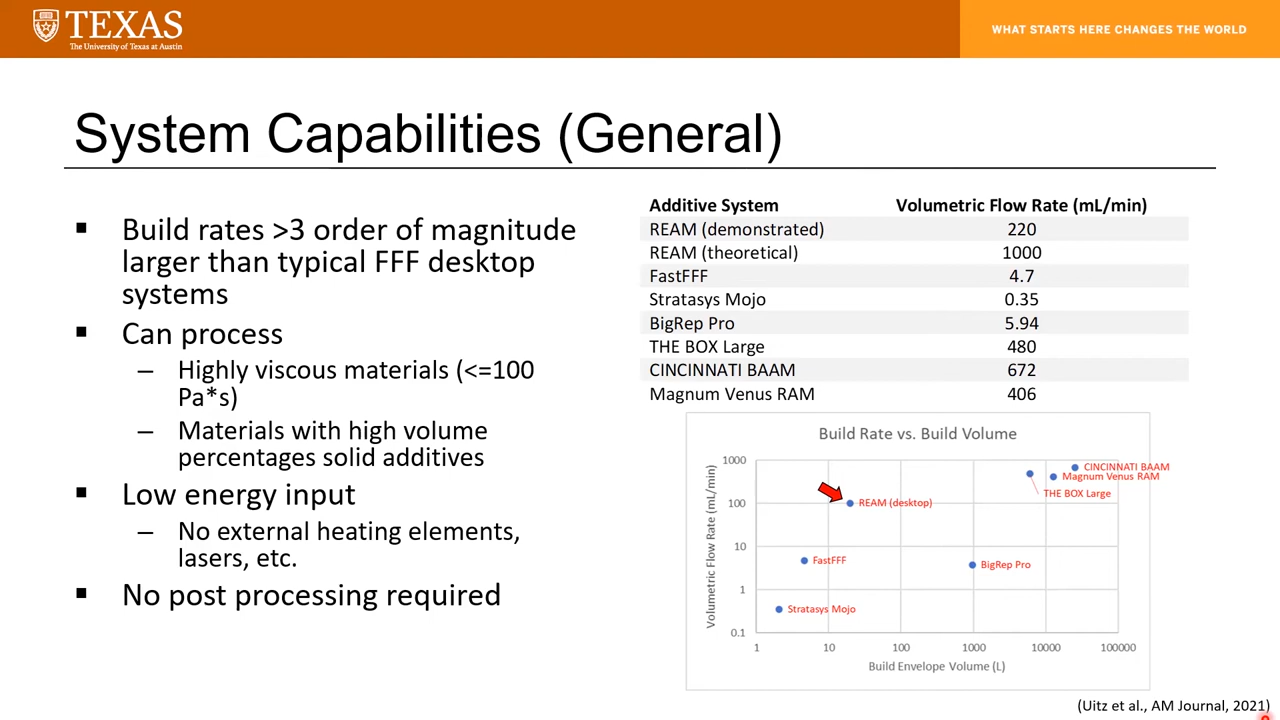 TEXAS
The University of Texas at Austin
WHAT STARTS HERE CHANGES THE WORLD
System Capabilities (General)
▪ Build rates >3 order of magnitude
larger than typical FFF desktop
systems
▪ Can process
– Highly viscous materials (<=100
Pa*s)
– Materials with high volume
percentages solid additives
▪ Low energy input
– No external heating elements,
lasers, etc.
▪ No post processing required
Additive System Volumetric Flow Rate (mL/min)
REAM (demonstrated) 220
REAM (theoretical) 1000
FastFFF 4.7
Stratasys Mojo 0.35
BigRep Pro 5.94
THE BOX Large 480
CINCINNATI BAAM 672
Magnum Venus RAM 406
Build Rate vs. Build Volume
Volumetric Flow Rate (mL/min)
1000
100
10
1
0.1
CINCINNATI BAAM
Magnum Venus RAM
THE BOX Large
REAM (desktop)
FastFFF
BigRep Pro
Stratasys Mojo
1 10 100 1000 10000 100000
Build Envelope Volume (L)
(Uitz et al., AM Journal, 2021)